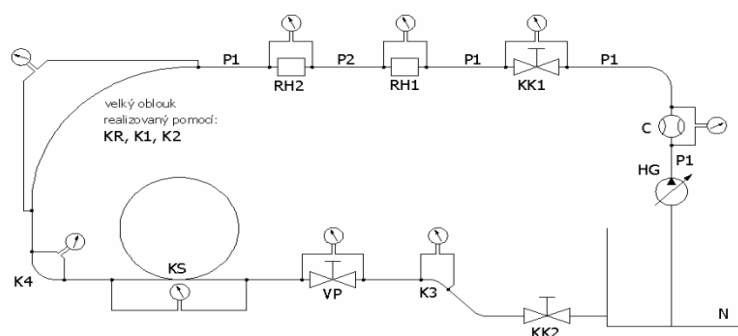 P1
P2
P1
P1
RH2
RH1
KK1
velký oblouk
realizovaný pomocí:
KR, K1, K2
C
P1
HG
KS
K4
VP
K3
KK2
N